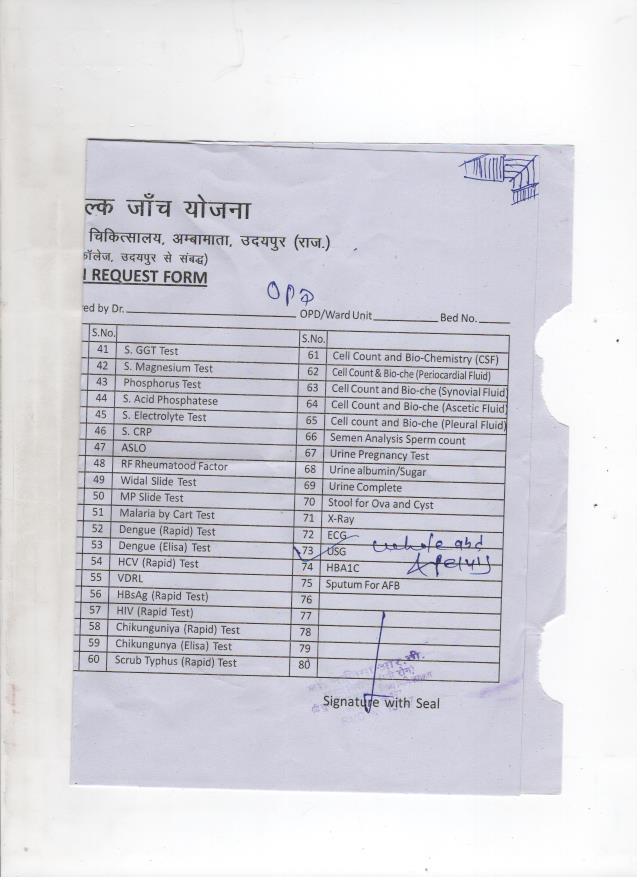 ल्क जाँच योजना
चिकित्सालय, अम्बामाता, उदयपुर (राज.)
कॉलेज, उदयपुर से संबद्ध)
REQUEST FORM
OPD
ed by Dr. OPD/Ward Unit Bed No.
S.No. S.No.
41 S. GGT Test 61 Cell Count and Bio-Chemistry (CSF)
42 S. Magnesium Test 62 Cell Count & Bio-che (Periocardial Fluid)
43 Phosphorus Test 63 Cell Count and Bio-che (Synovial Fluid)
44 S. Acid Phosphatese 64 Cell Count and Bio-che (Ascetic Fluid)
45 S. Electrolyte Test 65 Cell count and Bio-che (Pleural Fluid)
46 S. CRP 66 Semen Analysis Sperm count
47 ASLO 67 Urine Pregnancy Test
48 RF Rheumatood Factor 68 Urine albumin/Sugar
49 Widal Slide Test 69 Urine Complete
50 MP Slide Test 70 Stool for Ova and Cyst
51 Malaria by Cart Test 71 X-Ray
52 Dengue (Rapid) Test 72 ECG
53 Dengue (Elisa) Test 73 USG whole abd
54 HCV (Rapid) Test 74 HBA1C
55 VDRL 75 Sputum For AFB
56 HBsAg (Rapid) Test 76
57 HIV (Rapid Test) 77
58 Chikunguniya (Rapid) Test 78
59 Chikungunya (Elisa) Test 79
60 Scrub Typhus (Rapid) Test 80
Signature with Seal